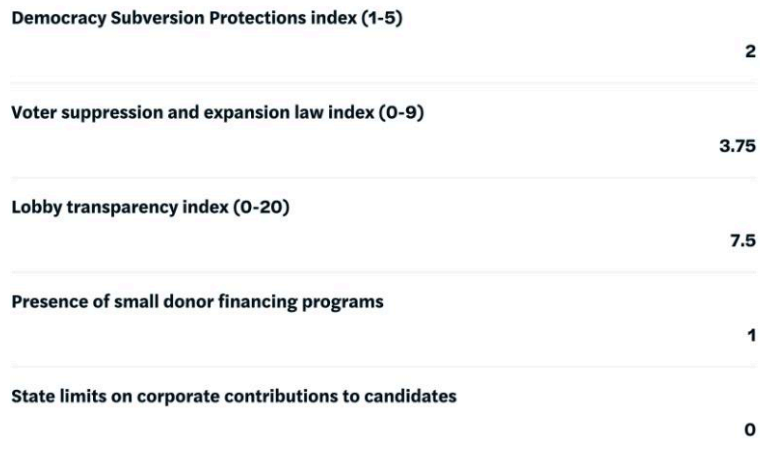 Democracy Subversion Protections index (1-5)
2
Voter suppression and expansion law index (0-9)
3.75
Lobby transparency index (0-20)
7.5
Presence of small donor financing programs
1
State limits on corporate contributions to candidates
0